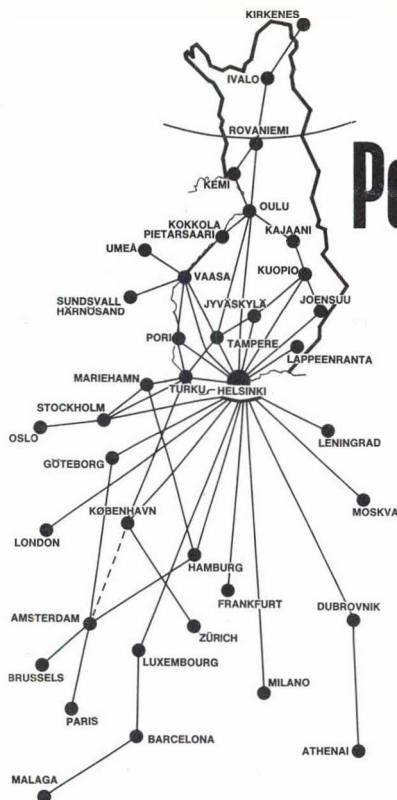 KIRKENES
IVALO
ROVANIEMI
KEMI
OULU
KOKKOLA
PIETARSAARI
KAJAANI
UMEÅ
VAASA
KUOPIO
SUNDSVALL
HÄRNÖSAND
JYVÄSKYLÄ
JOENSUU
PORI
TAMPERE
LAPPEENRANTA
MARIEHAMN
TURKU
HELSINKI
STOCKHOLM
OSLO
LENINGRAD
GÖTEBORG
MOSKVA
KØBENHAVN
LONDON
HAMBURG
FRANKFURT
DUBROVNIK
AMSTERDAM
ZÜRICH
BRUSSELS
LUXEMBOURG
MILANO
PARIS
BARCELONA
ATHENAI
MALAGA